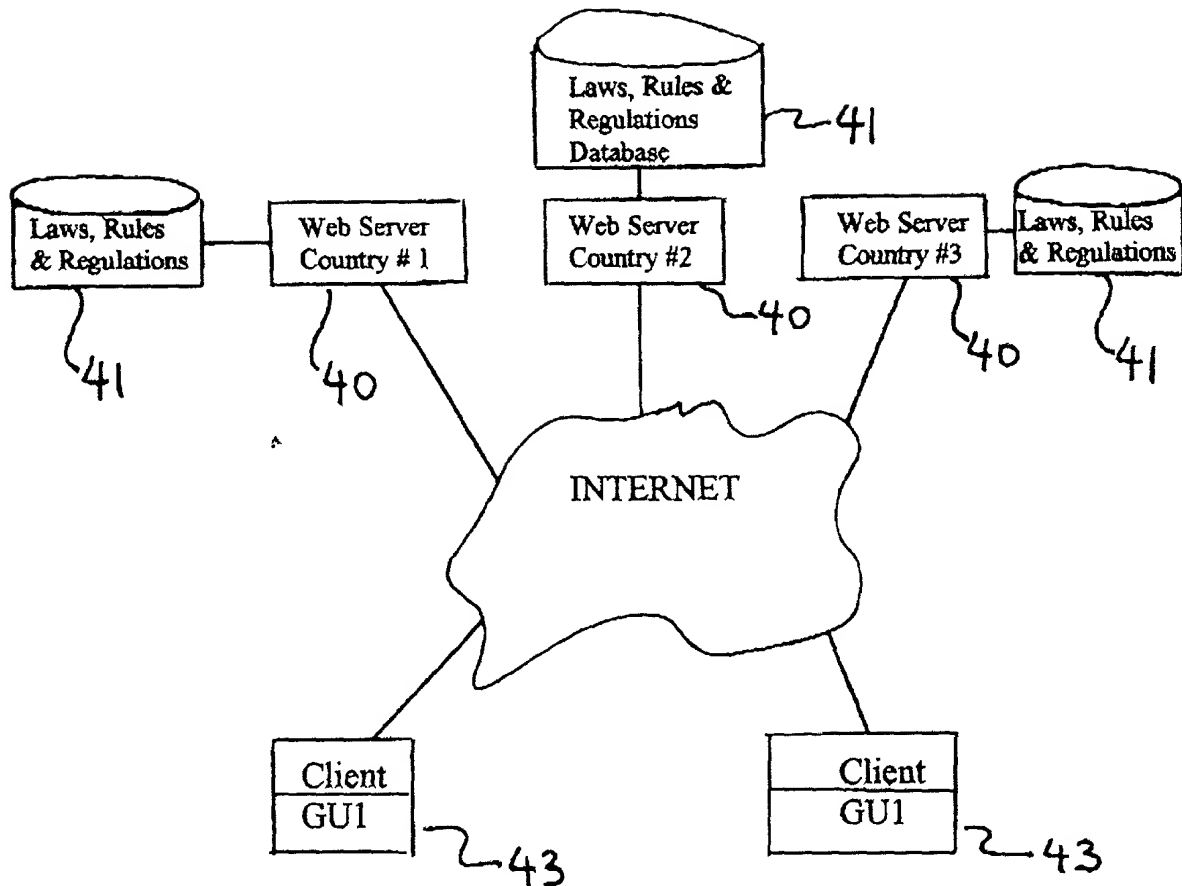 Laws, Rules &
Regulations
Database
41
Laws, Rules
& Regulations
41
Web Server
Country # 1
40
Web Server
Country #2
40
Web Server
Country #3
40
Laws, Rules
& Regulations
41
INTERNET
Client
GU1
43
Client
GU1
43